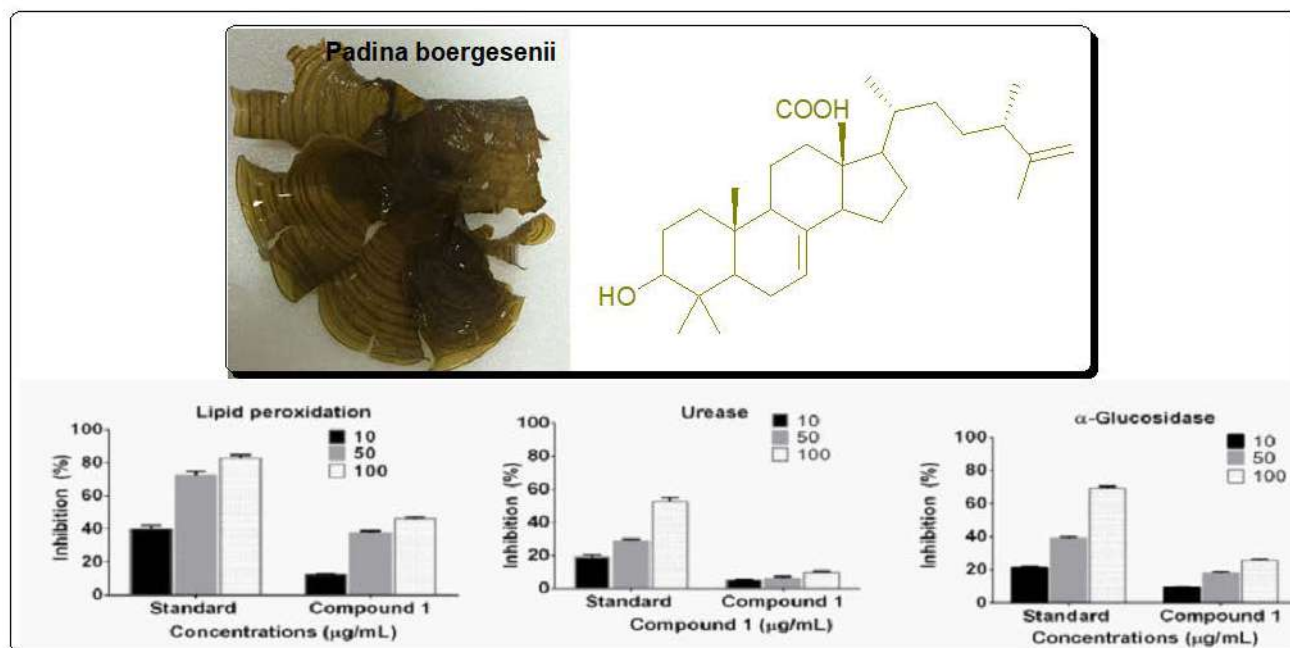 Padina boergesenii
COOH
HO
Lipid peroxidation
10
50
100
100
80
60
40
20
0
Inhibition (%)
Standard Compound 1
Concentrations (µg/mL)
Urease
10
50
100
100
80
60
40
20
0
Inhibition (%)
Standard Compound 1
Compound 1 (µg/mL)
α-Glucosidase
10
50
100
100
80
60
40
20
0
Inhibition (%)
Standard Compound 1
Concentrations (µg/mL)